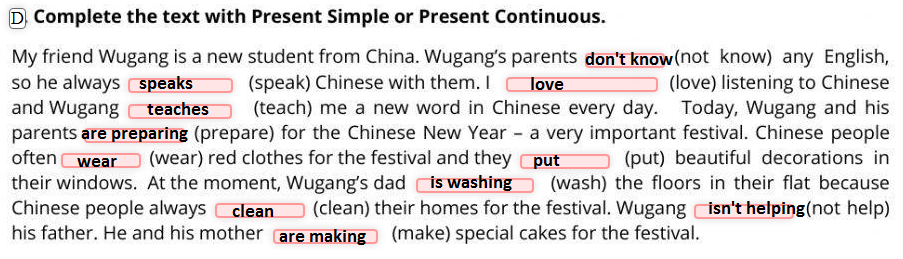 D. Complete the text with Present Simple or Present Continuous.
My friend Wugang is a new student from China. Wugang's parents don't know (not know) any English,
so he always speaks (speak) Chinese with them. I love (love) listening to Chinese
and Wugang teaches (teach) me a new word in Chinese every day. Today, Wugang and his
parents are preparing (prepare) for the Chinese New Year – a very important festival. Chinese people
often wear (wear) red clothes for the festival and they put (put) beautiful decorations in
their windows. At the moment, Wugang's dad is washing (wash) the floors in their flat because
Chinese people always clean (clean) their homes for the festival. Wugang isn't helping (not help)
his father. He and his mother are making (make) special cakes for the festival.